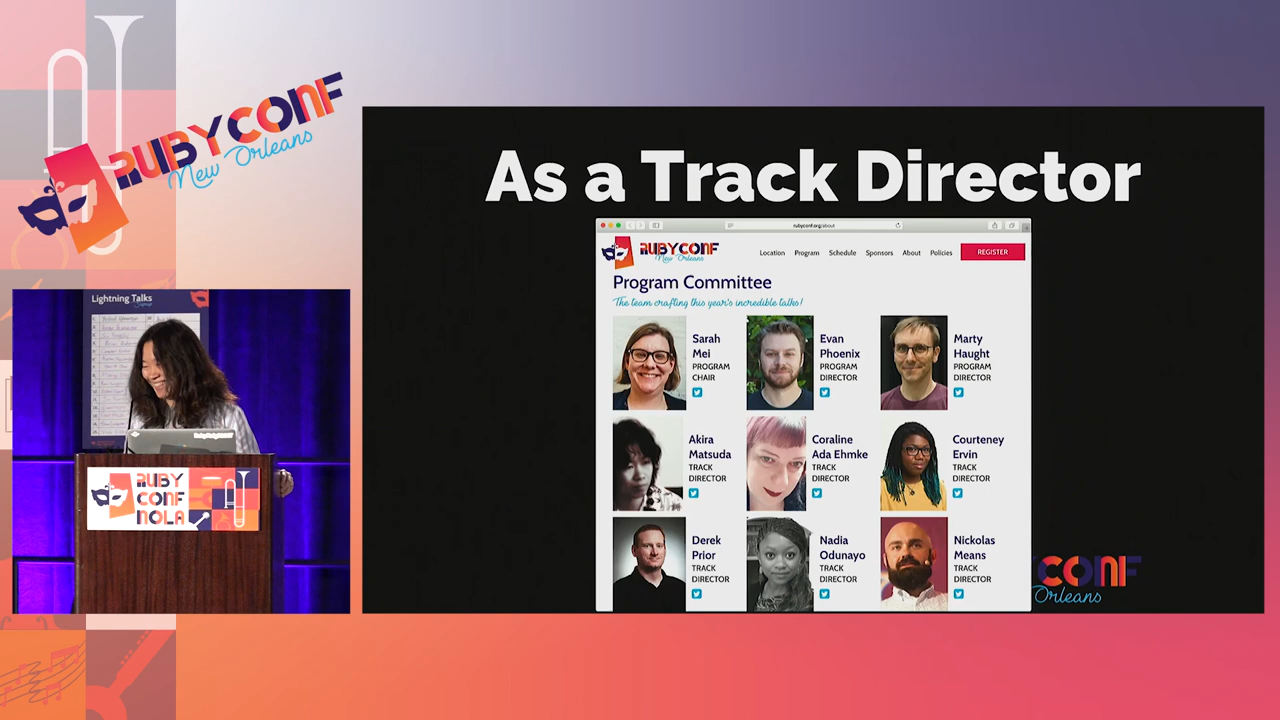 RUBYCONF
New Orleans
Lightning Talks
RUBY
CONF
NOLA
As a Track Director
rubyconf.org/about
RUBYCONF
New Orleans
Location Program Schedule Sponsors About Policies REGISTER
Program Committee
The team crafting this year's incredible talks!
Sarah
Mei
PROGRAM
CHAIR
Evan
Phoenix
PROGRAM
DIRECTOR
Marty
Haught
PROGRAM
DIRECTOR
Akira
Matsuda
TRACK
DIRECTOR
Coraline
Ada Ehmke
TRACK
DIRECTOR
Courteney
Ervin
TRACK
DIRECTOR
Derek
Prior
TRACK
DIRECTOR
Nadia
Odunayo
TRACK
DIRECTOR
Nickolas
Means
TRACK
DIRECTOR
CONF
Orleans